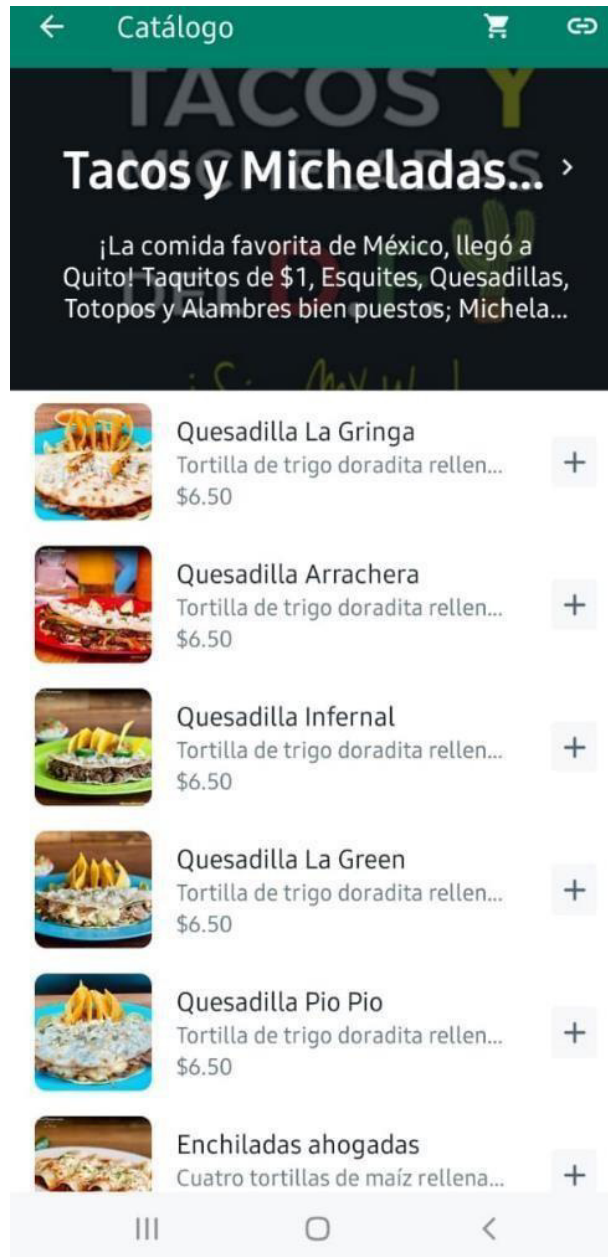 Catálogo
TACOS Y
MICHELADAS
DEL D.F.
Tacos y Micheladas...
¡La comida favorita de México, llegó a
Quito! Taquitos de $1, Esquites, Quesadillas,
Totopos y Alambres bien puestos; Michela...
Quesadilla La Gringa
Tortilla de trigo doradita rellen...
$6.50
Quesadilla Arrachera
Tortilla de trigo doradita rellen...
$6.50
Quesadilla Infernal
Tortilla de trigo doradita rellen...
$6.50
Quesadilla La Green
Tortilla de trigo doradita rellen...
$6.50
Quesadilla Pio Pio
Tortilla de trigo doradita rellen...
$6.50
Enchiladas ahogadas
Cuatro tortillas de maíz rellena...